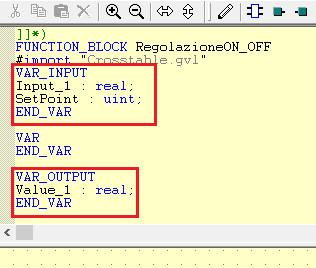 ]]*)
FUNCTION_BLOCK RegolazioneON_OFF
#import "Crosstable.gvl"
VAR_INPUT
Input_1 : real;
SetPoint : uint;
END_VAR
VAR
END_VAR
VAR_OUTPUT
Value_1 : real;
END_VAR